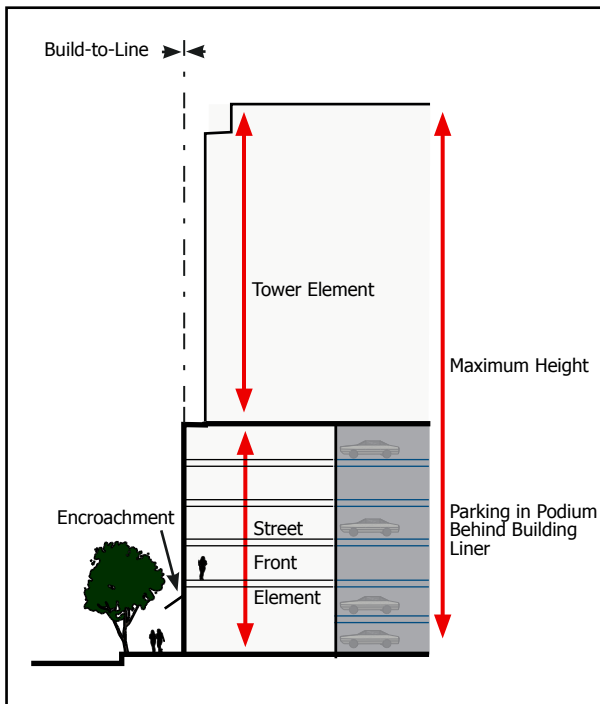 Build-to-Line
Tower Element
Maximum Height
Encroachment
Street
Front
Element
Parking in Podium
Behind Building
Liner